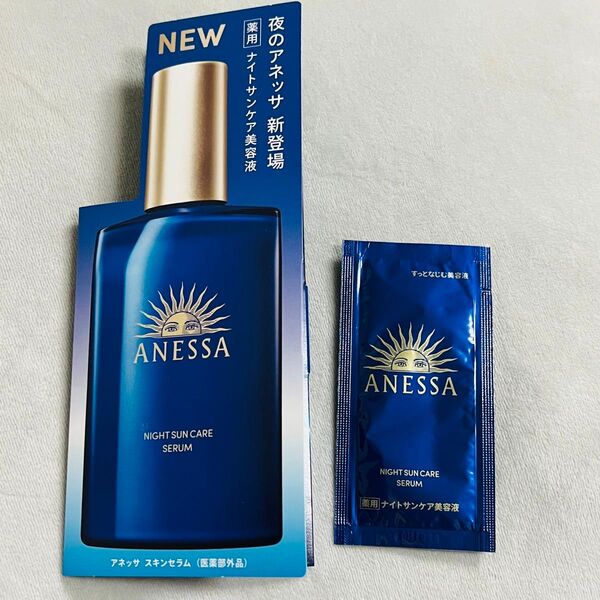 NEW
夜のアネッサ 新登場
薬用 ナイトサンケア美容液
ANESSA
NIGHT SUN CARE
SERUM
アネッサ スキンセラム（医薬部外品）
すっとなじむ美容液
ANESSA
NIGHT SUN CARE
SERUM
薬用 ナイトサンケア美容液